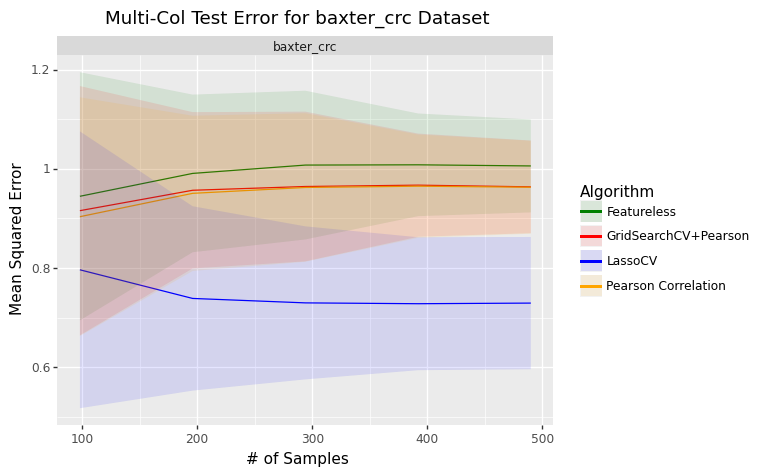 Multi-Col Test Error for baxter_crc Dataset
baxter_crc
1.2
1
0.8
0.6
Mean Squared Error
100
200
300
400
500
# of Samples
Algorithm
Featureless
GridSearchCV+Pearson
LassoCV
Pearson Correlation